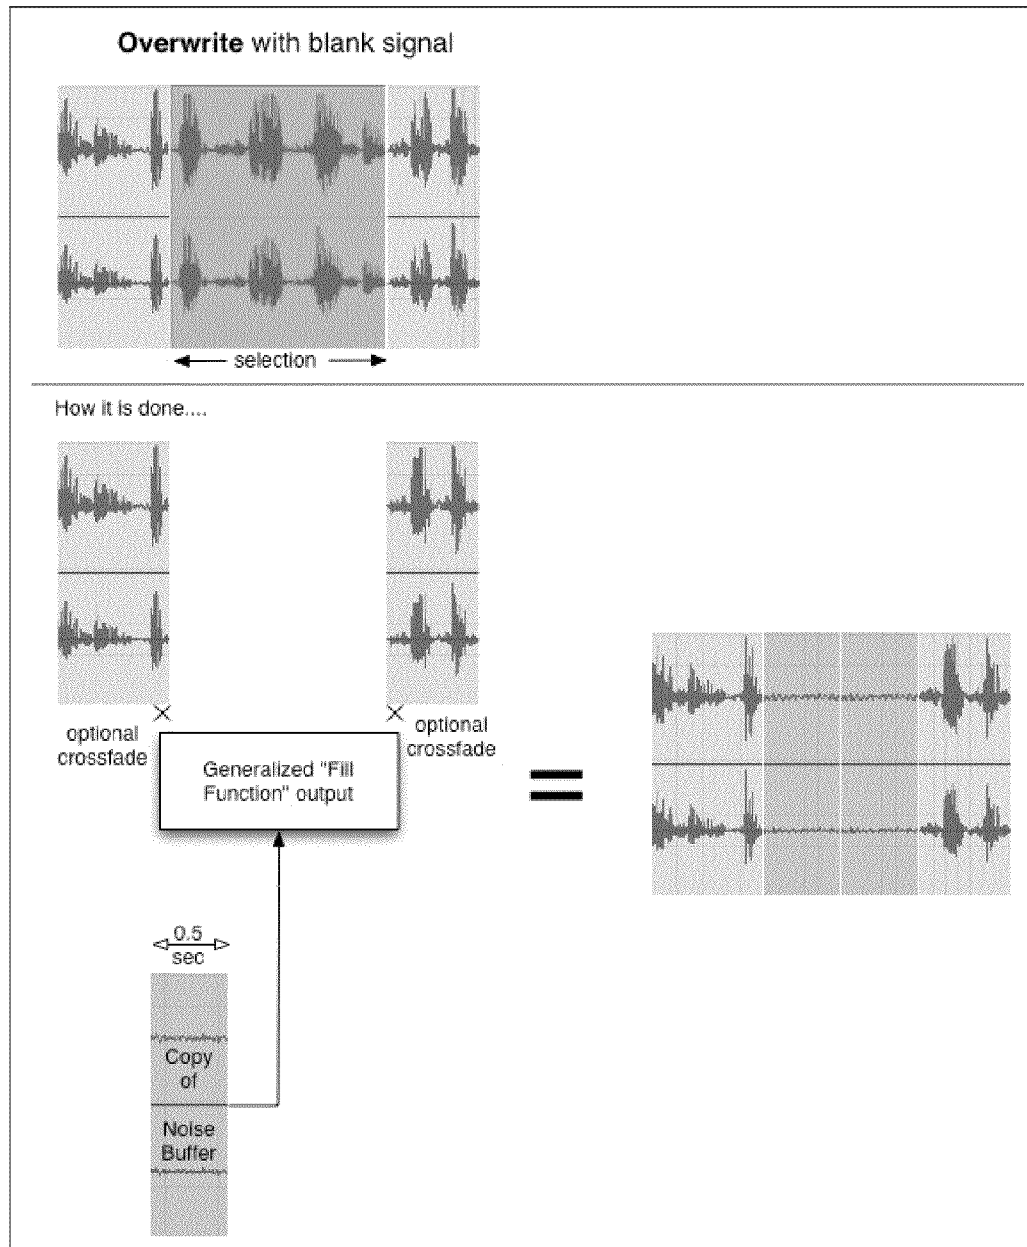 Overwrite with blank signal
selection
How it is done....
optional
crossfade
optional
crossfade
Generalized "Fill
Function" output
=
0.5
sec
Copy
of
Noise
Buffer